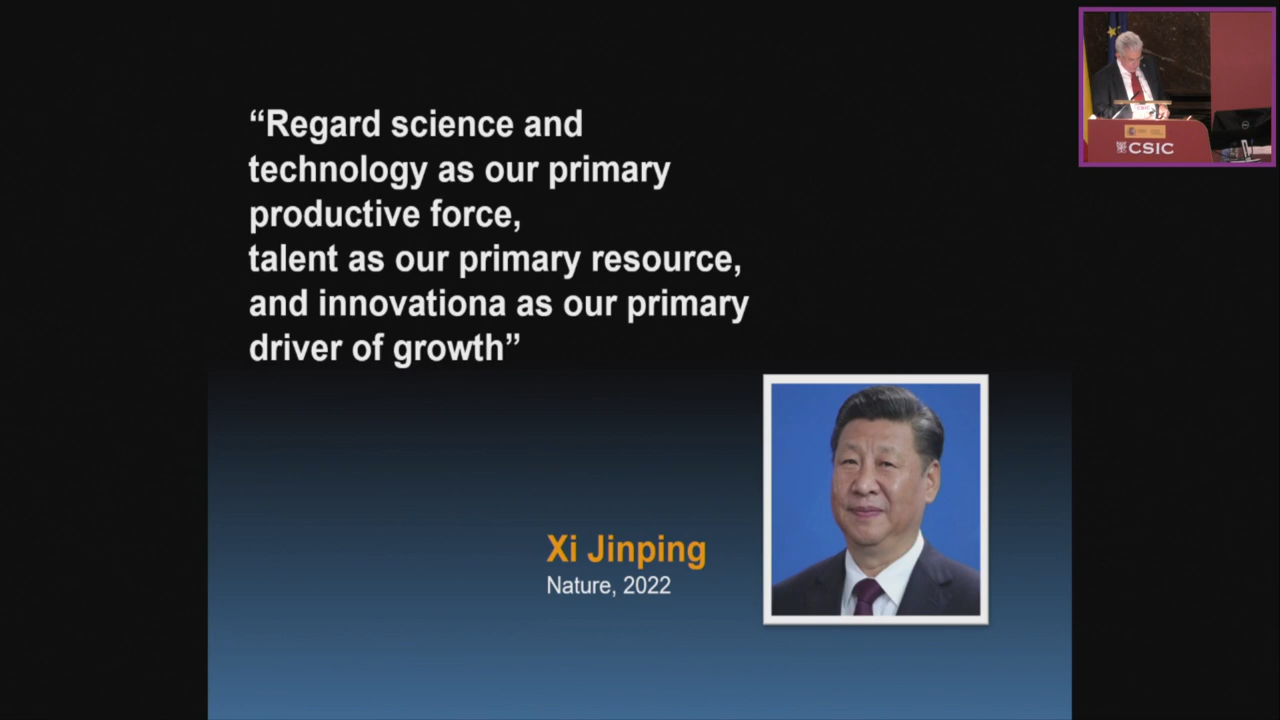 “Regard science and
technology as our primary
productive force,
talent as our primary resource,
and innovationa as our primary
driver of growth”
Xi Jinping
Nature, 2022
CSIC